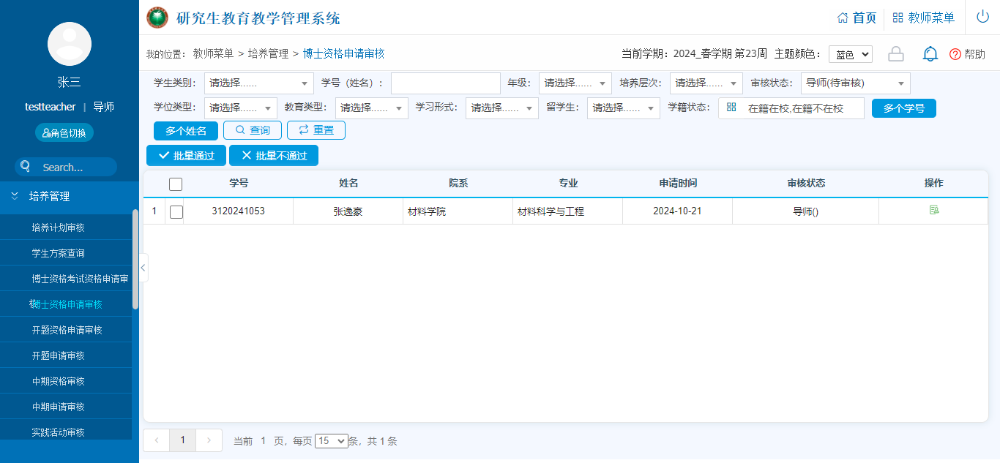 研究生教育教学管理系统
首页
教师菜单
张三
testteacher | 导师
角色切换
Search...
培养管理
培养计划审核
学生方案查询
博士资格考试资格申请审
核
博士资格申请审核
开题资格申请审核
开题申请审核
中期资格审核
中期申请审核
实践活动审核
我的位置： 教师菜单 > 培养管理 > 博士资格申请审核
当前学期：2024_春学期 第23周 主题颜色： 蓝色 帮助
学生类别： 请选择...... 学号（姓名）： 年级： 请选择...... 培养层次： 请选择...... 审核状态： 导师(待审核)
学位类型： 请选择...... 教育类型： 请选择...... 学习形式： 请选择...... 留学生： 请选择...... 学籍状态： 在籍在校,在籍不在校 多个学号
多个姓名 查询 重置
批量通过 批量不通过
学号 姓名 院系 专业 申请时间 审核状态 操作
1 3120241053 张逸豪 材料学院 材料科学与工程 2024-10-21 导师()
< 1 > 当前 1 页，每页 15 条，共 1 条